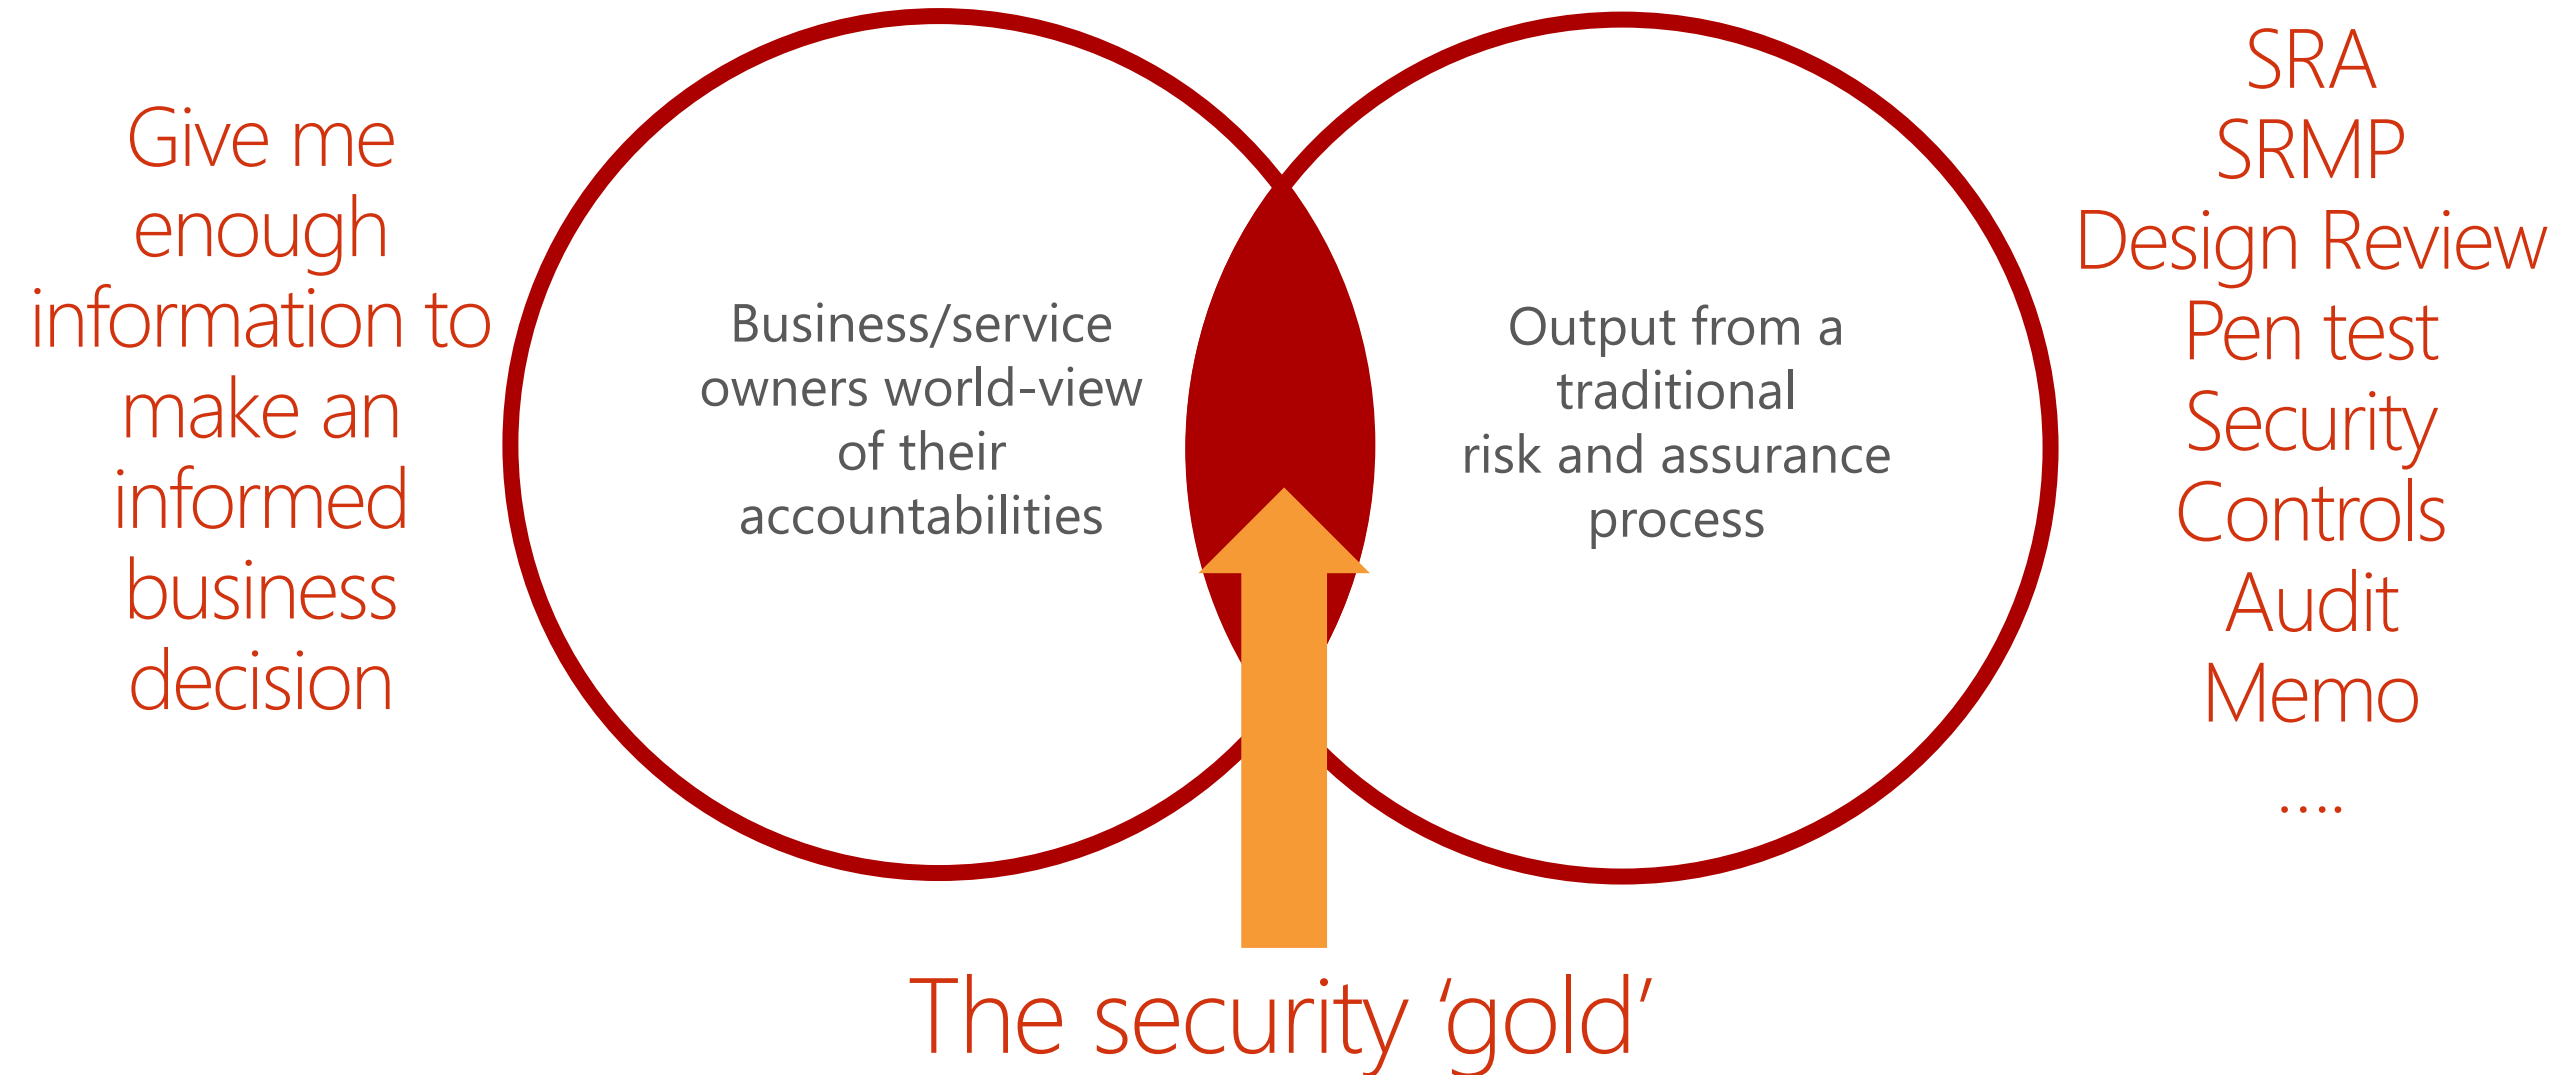 Give me
enough
information to
make an
informed
business
decision
Business/service
owners world-view
of their
accountabilities
Output from a
traditional
risk and assurance
process
SRA
SRMP
Design Review
Pen test
Security
Controls
Audit
Memo
....
The security ‘gold’